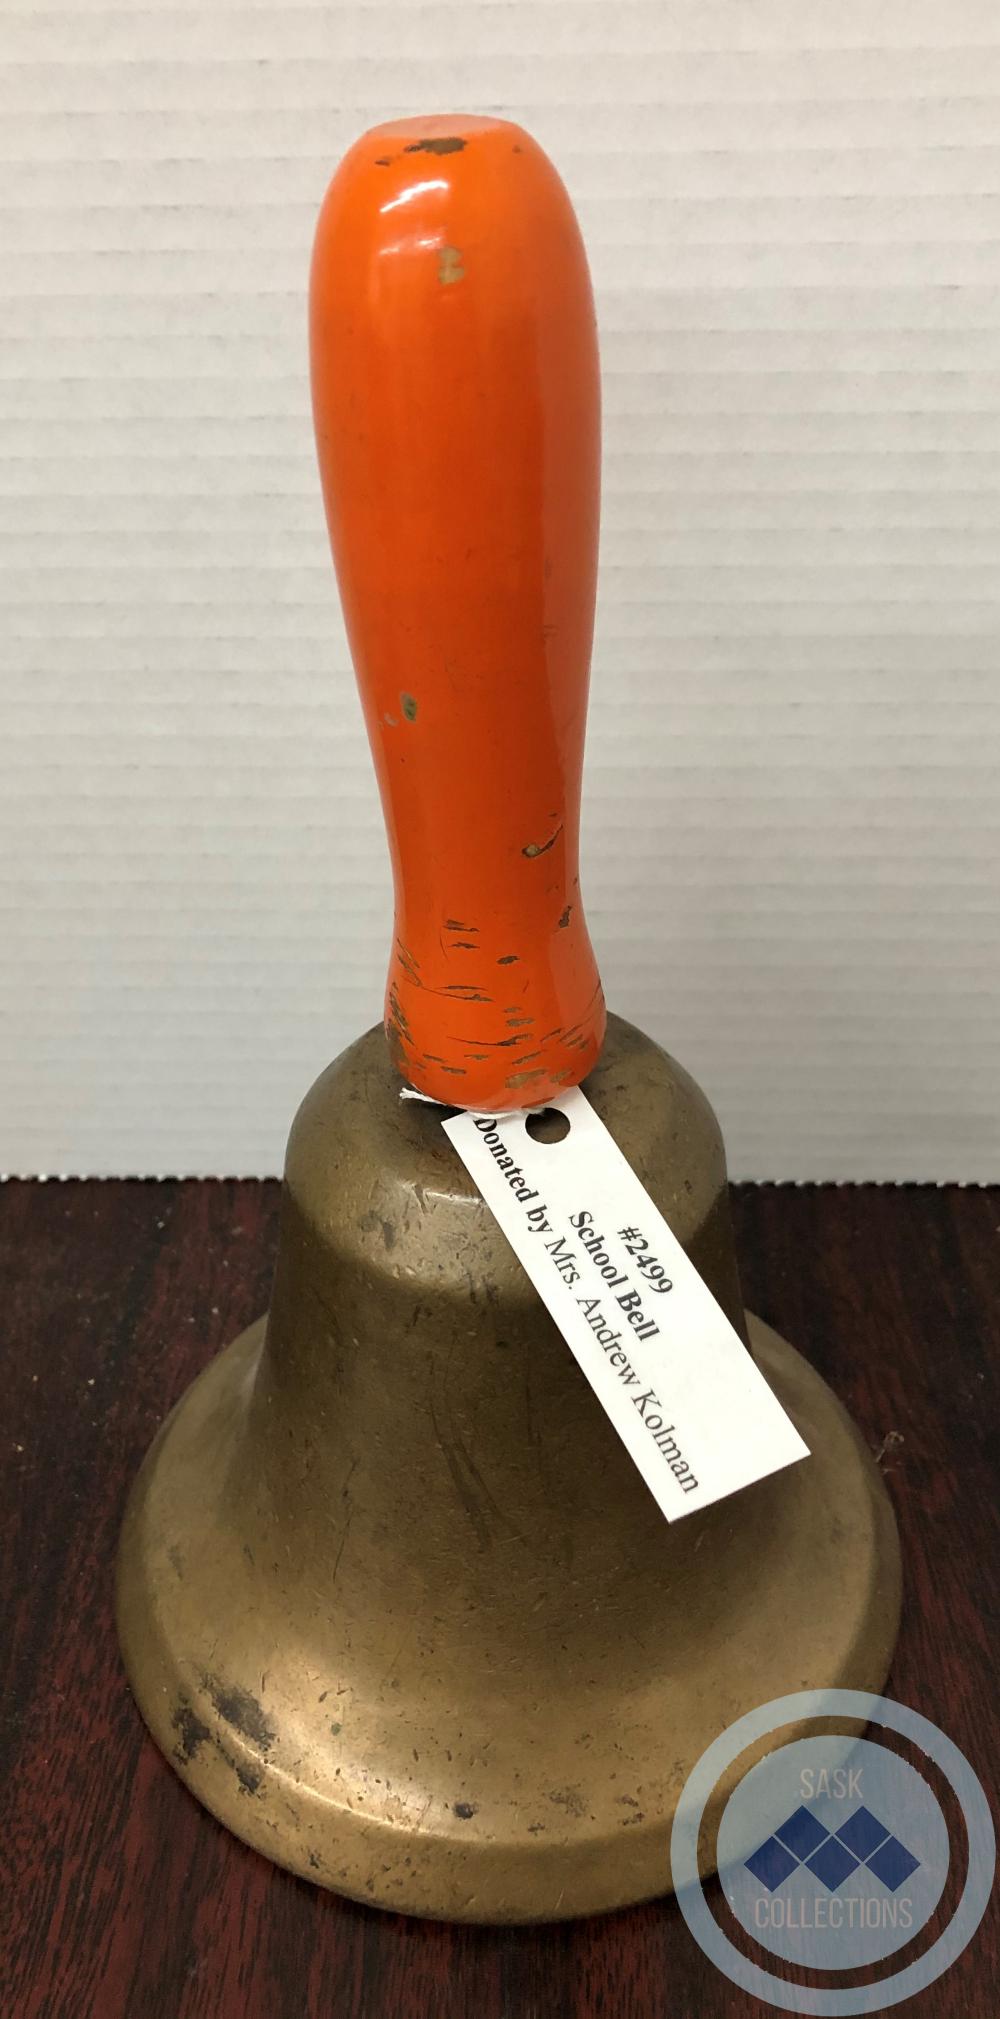 #2499
School Bell
Donated by Mrs. Andrew Kolman
SASK
COLLECTIONS